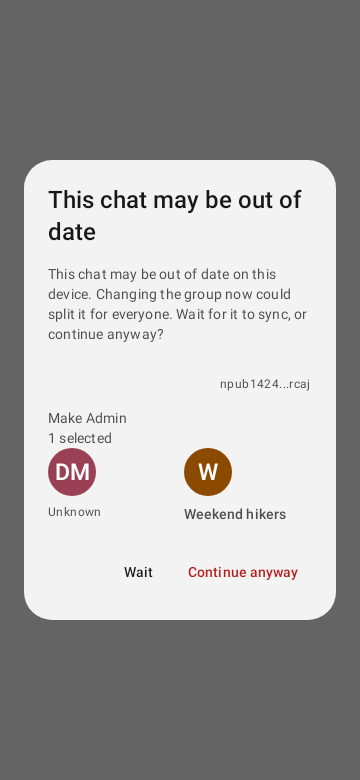 This chat may be out of
date
This chat may be out of date on this
device. Changing the group now could
split it for everyone. Wait for it to sync, or
continue anyway?
npub1424...rcaj
Make Admin
1 selected
DM
W
Unknown
Weekend hikers
Wait
Continue anyway